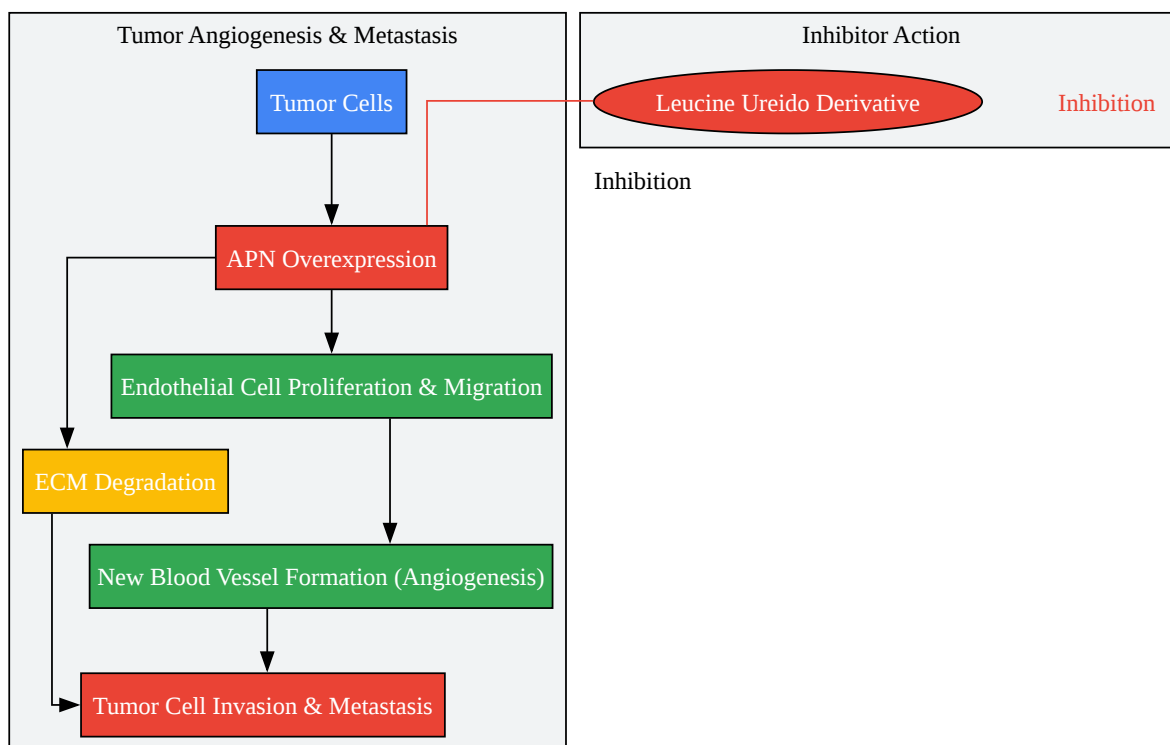 Tumor Angiogenesis & Metastasis
Tumor Cells
APN Overexpression
Endothelial Cell Proliferation & Migration
ECM Degradation
New Blood Vessel Formation (Angiogenesis)
Tumor Cell Invasion & Metastasis
Inhibitor Action
Leucine Ureido Derivative
Inhibition
Inhibition